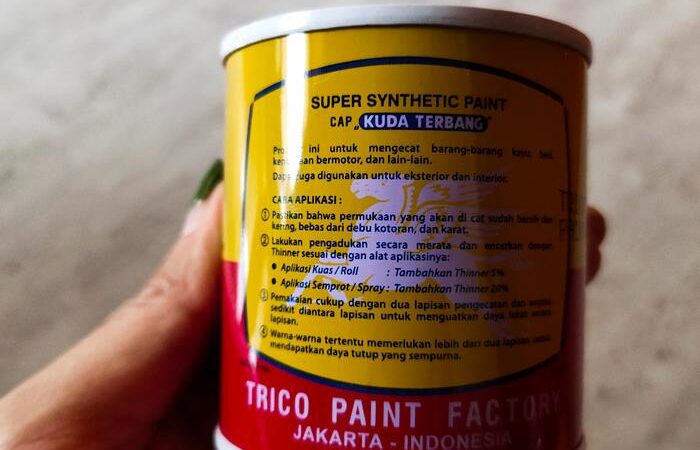 SUPER SYNTHETIC PAINT
CAP „KUDA TERBANG"
ini untuk mengecat barang-barang kayu, besi,
bermotor, dan lain-lain.
Dapat juga digunakan untuk eksterior dan interior.
CARA APLIKASI :
1 Pastikan bahwa permukaan yang akan di cat sudah bersih dan
kering, bebas dari debu kotoran, dan karat.
2 Lakukan pengadukan secara merata dan encerkan dengan
Thinner sesuai dengan alat aplikasinya:
• Aplikasi Kuas / Roll : Tambahkan Thinner 5%
• Aplikasi Semprot / Spray : Tambahkan Thinner 20%
3 Pemakaian cukup dengan dua lapisan pengecatan dan
sedikit diantara lapisan untuk menguatkan daya antara
lapisan.
4 Warna-warna tertentu memerlukan lebih dari dua lapisan untuk
mendapatkan daya tutup yang sempurna.
TRICO PAINT FACTORY
JAKARTA - INDONESIA